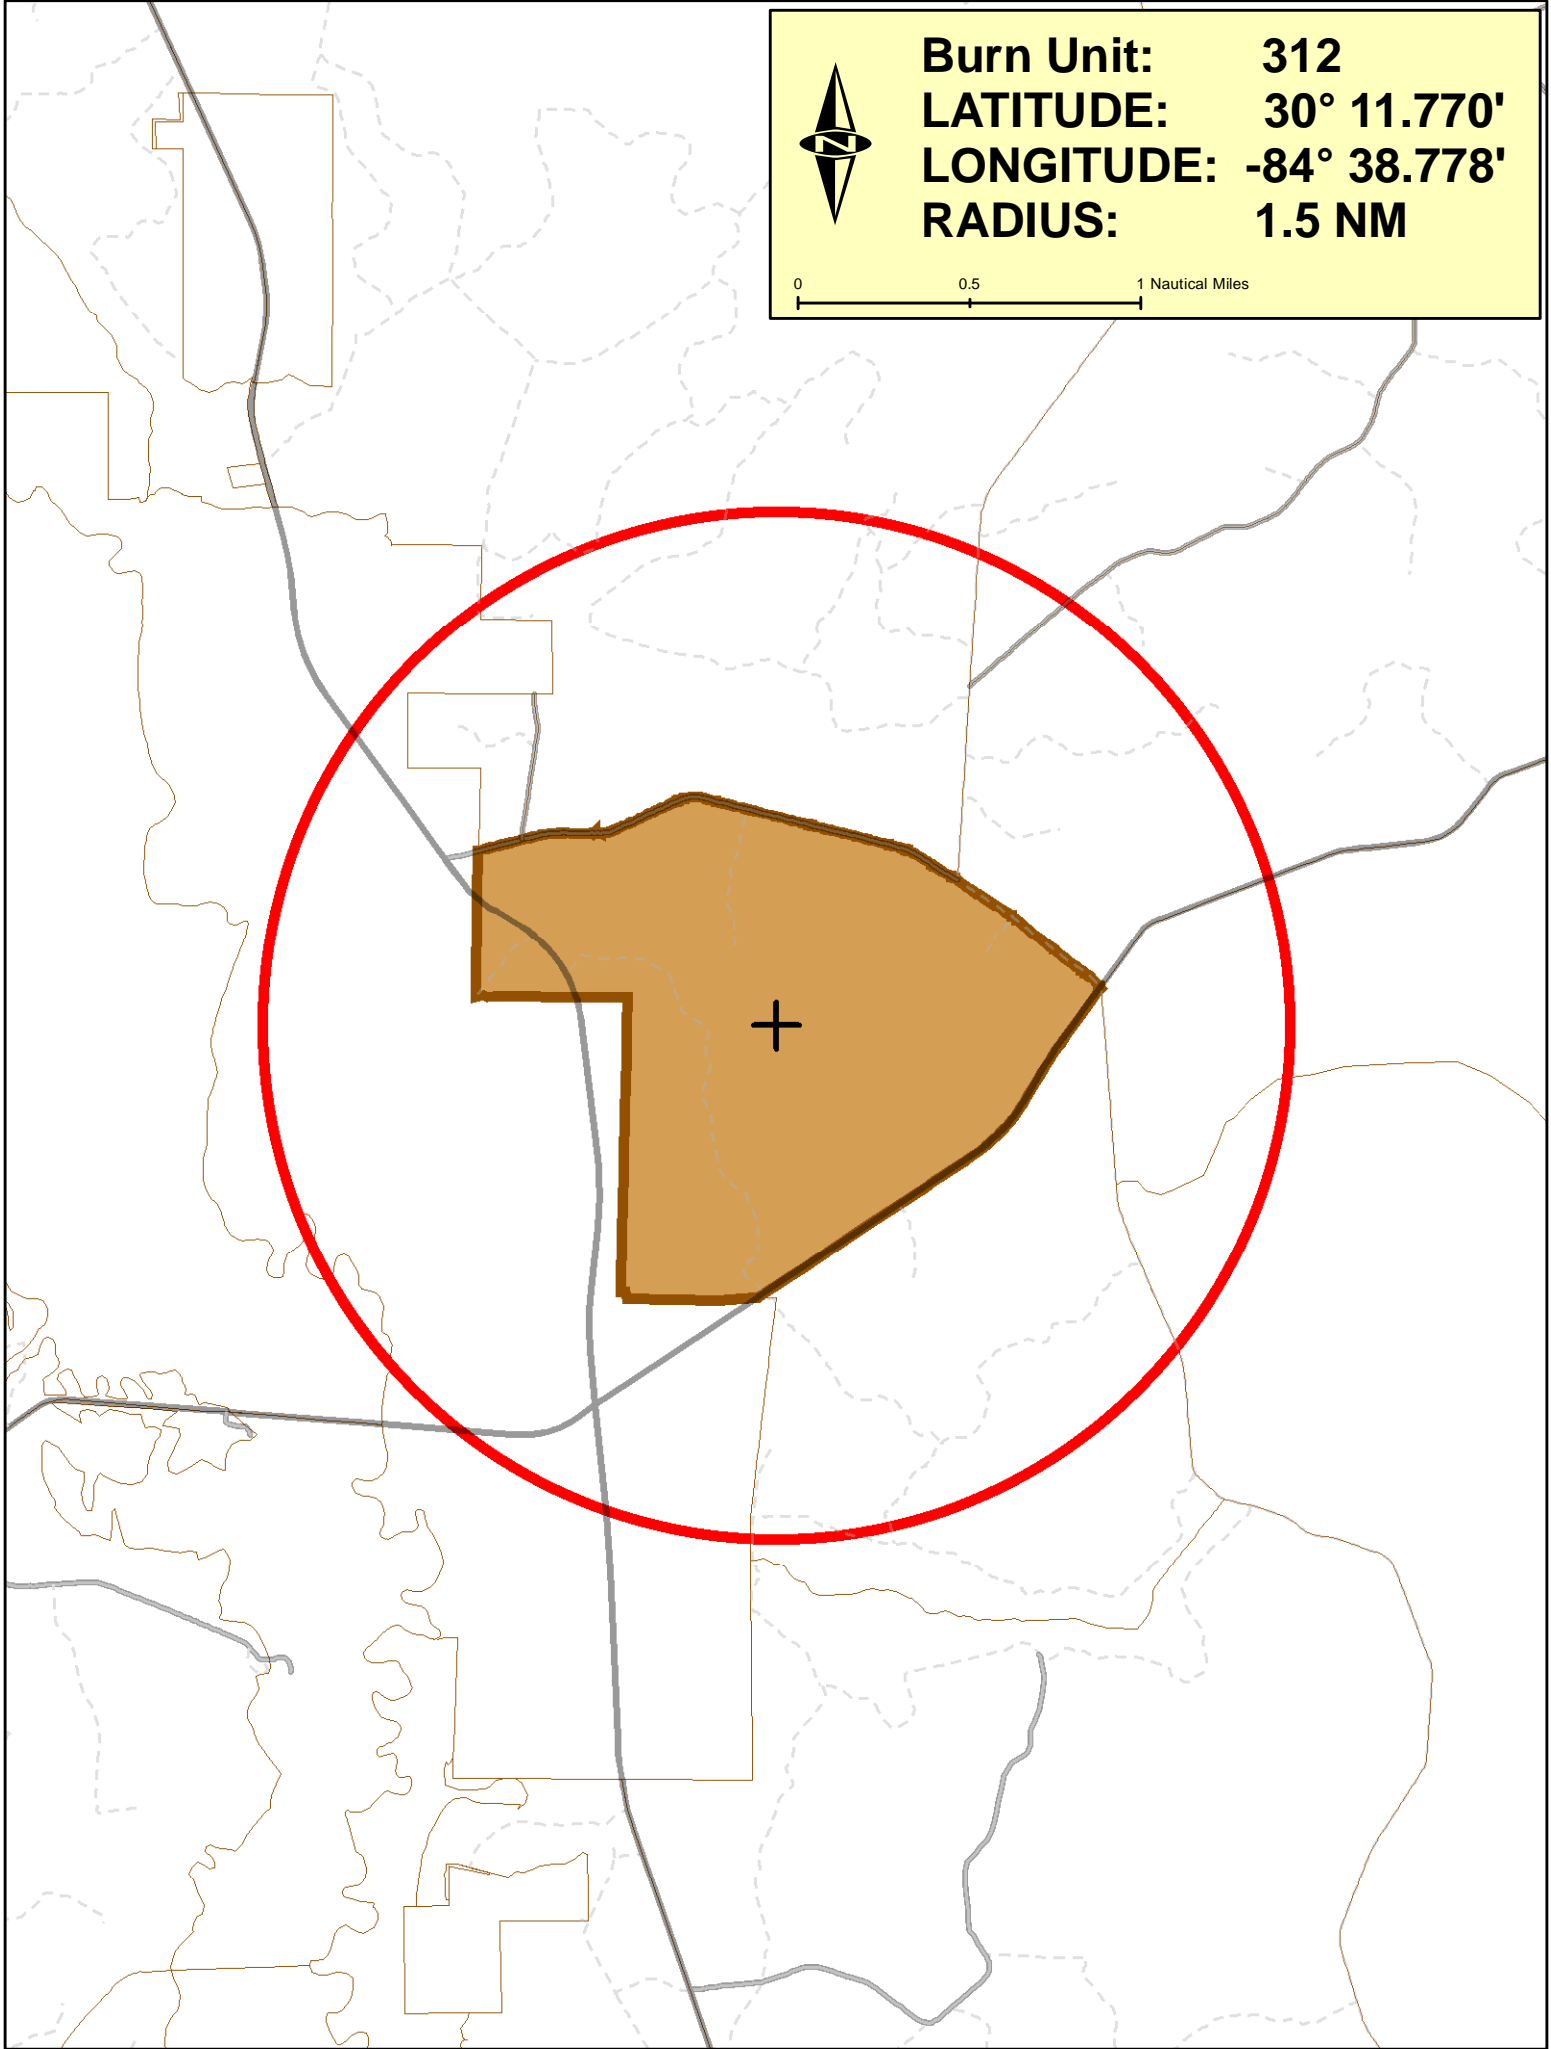 Burn Unit: 312
LATITUDE: 30° 11.770'
LONGITUDE: -84° 38.778'
RADIUS: 1.5 NM
N
0 0.5 1 Nautical Miles